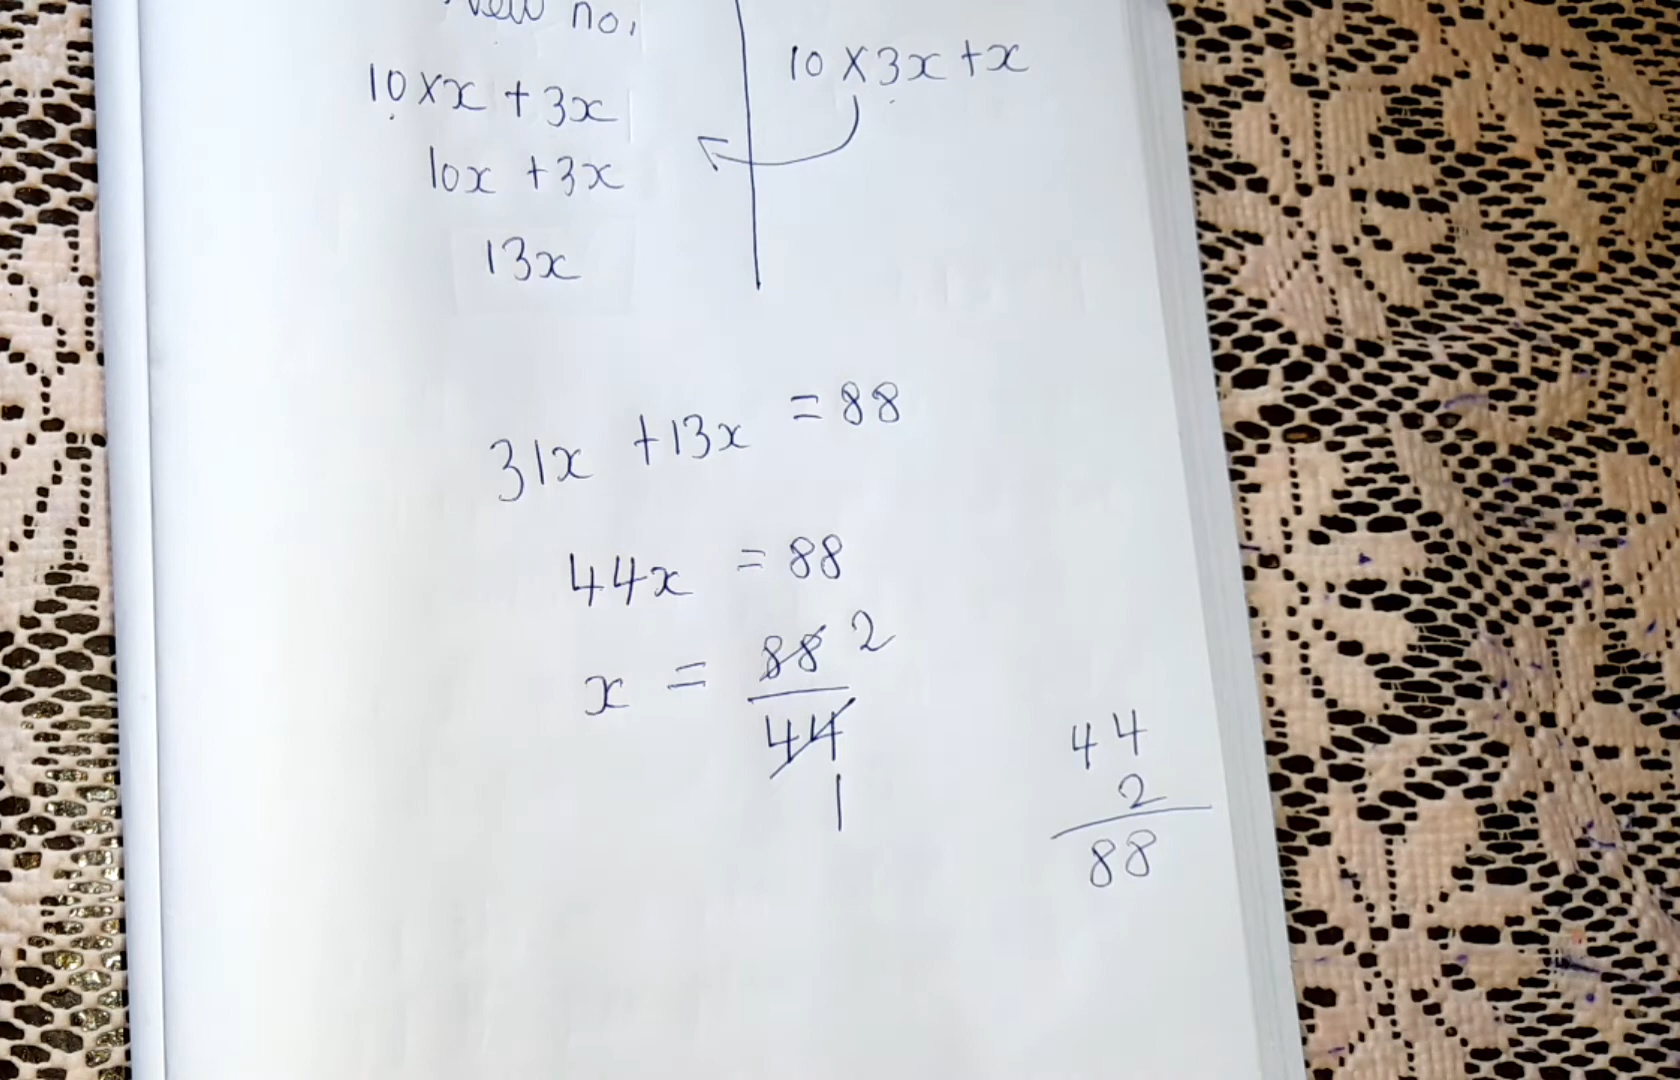 New no.
10 × x + 3x
10x + 3x
13x
10 × 3x + x
31x + 13x = 88
44x = 88
x = 88 2
44
1
44
2
88